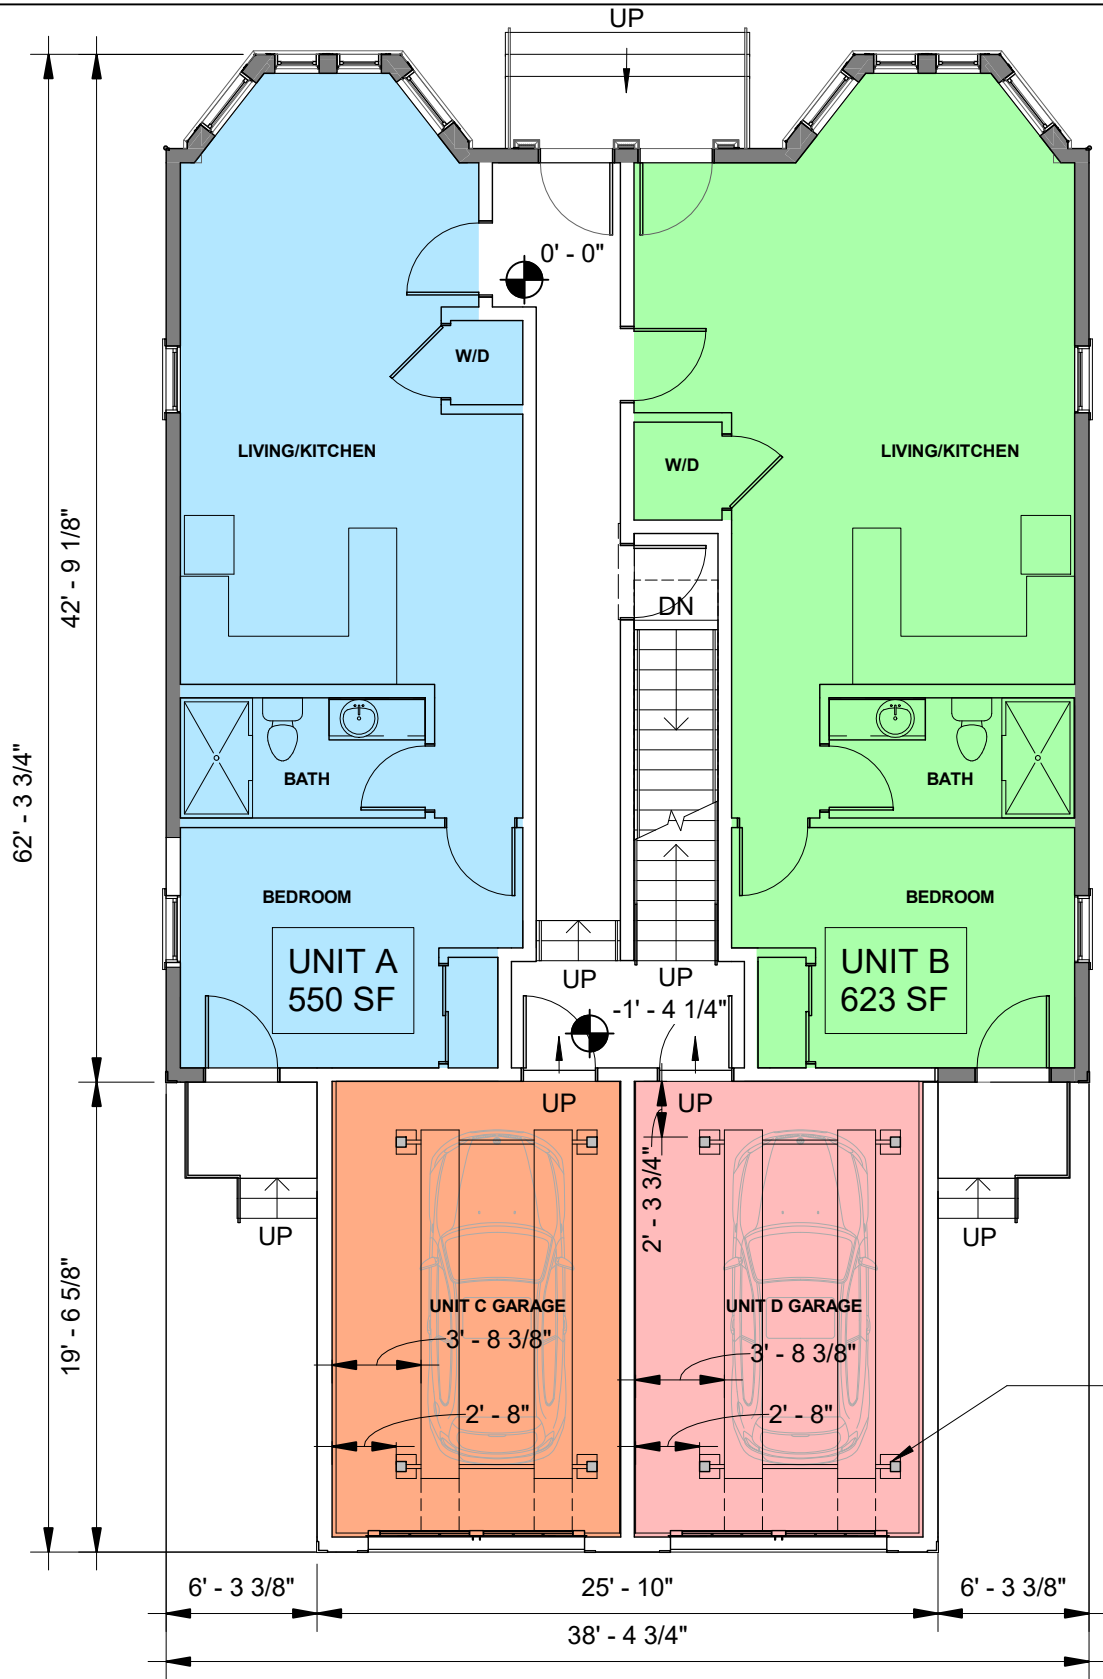 UP
0' - 0"
W/D
LIVING/KITCHEN
W/D
LIVING/KITCHEN
42' - 9 1/8"
62' - 3 3/4"
DN
BATH
BATH
BEDROOM
BEDROOM
UNIT A
550 SF
UNIT B
623 SF
UP
UP
-1' - 4 1/4"
UP
UP
2' - 3 3/4"
UP
UP
19' - 6 5/8"
UNIT C GARAGE
UNIT D GARAGE
3' - 8 3/8"
3' - 8 3/8"
2' - 8"
2' - 8"
6' - 3 3/8"
25' - 10"
6' - 3 3/8"
38' - 4 3/4"